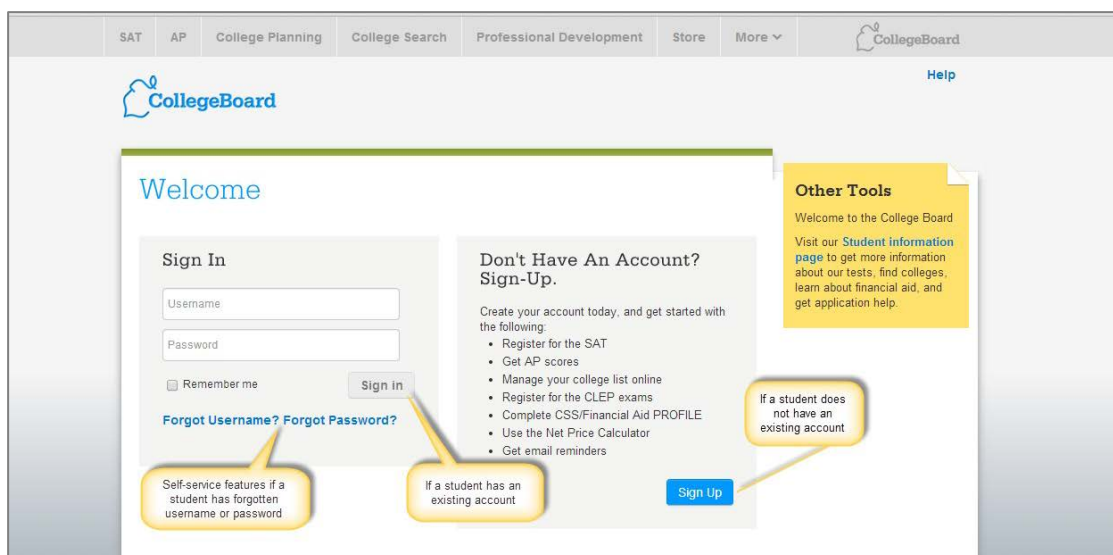 SAT AP College Planning College Search Professional Development Store More CollegeBoard
Help
CollegeBoard
Welcome
Sign In
Username
Password
Remember me
Sign in
Forgot Username? Forgot Password?
Self-service features if a
student has forgotten
username or password
If a student has an
existing account
Don't Have An Account?
Sign-Up.
Create your account today, and get started with
the following:
• Register for the SAT
• Get AP scores
• Manage your college list online
• Register for the CLEP exams
• Complete CSS/Financial Aid PROFILE
• Use the Net Price Calculator
• Get email reminders
Sign Up
If a student does
not have an
existing account
Other Tools
Welcome to the College Board
Visit our Student information
page to get more information
about our tests, find colleges,
learn about financial aid, and
get application help.